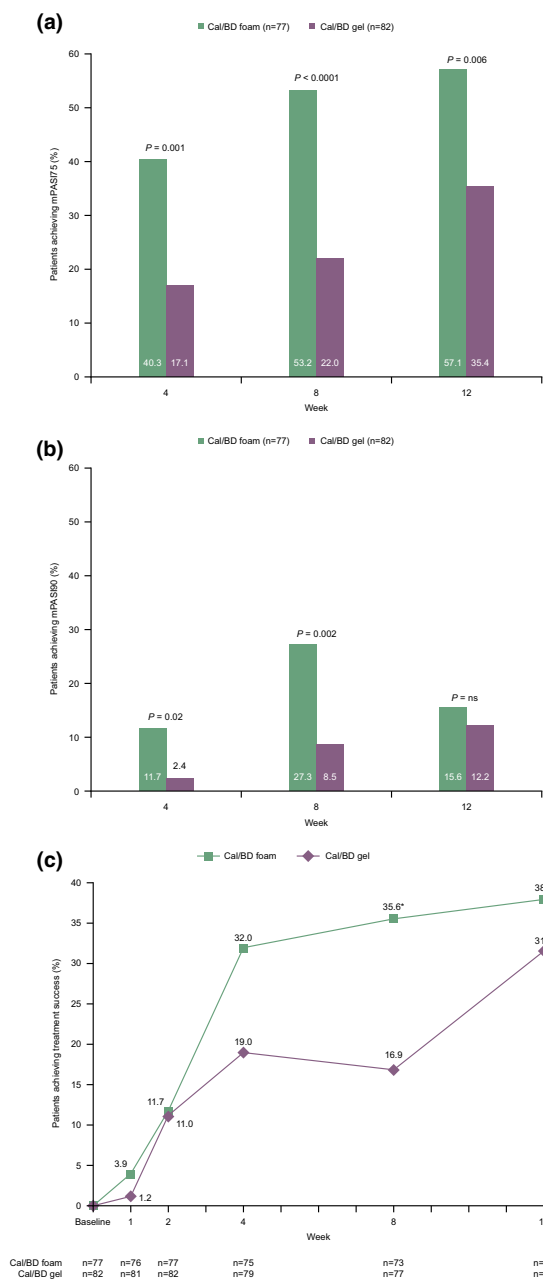 (a)
Cal/BD foam (n=77) Cal/BD gel (n=82)
Patients achieving mPASI75 (%)
60
50
40
30
20
10
0
P = 0.001
P < 0.0001
P = 0.006
40.3 17.1 53.2 22.0 57.1 35.4
4 8 12
Week
(b)
Cal/BD foam (n=77) Cal/BD gel (n=82)
Patients achieving mPASI90 (%)
60
50
40
30
20
10
0
P = 0.02
P = 0.002
P = ns
2.4
11.7 27.3 8.5 15.6 12.2
4 8 12
Week
(c)
Cal/BD foam Cal/BD gel
Patients achieving treatment success (%)
40
35
30
25
20
15
10
5
0
38
35.6*
32.0
31
19.0
16.9
11.7
11.0
3.9
1.2
Baseline 1 2 4 8 1
Week
Cal/BD foam n=77 n=76 n=77 n=75 n=73 n=
Cal/BD gel n=82 n=81 n=82 n=79 n=77 n=